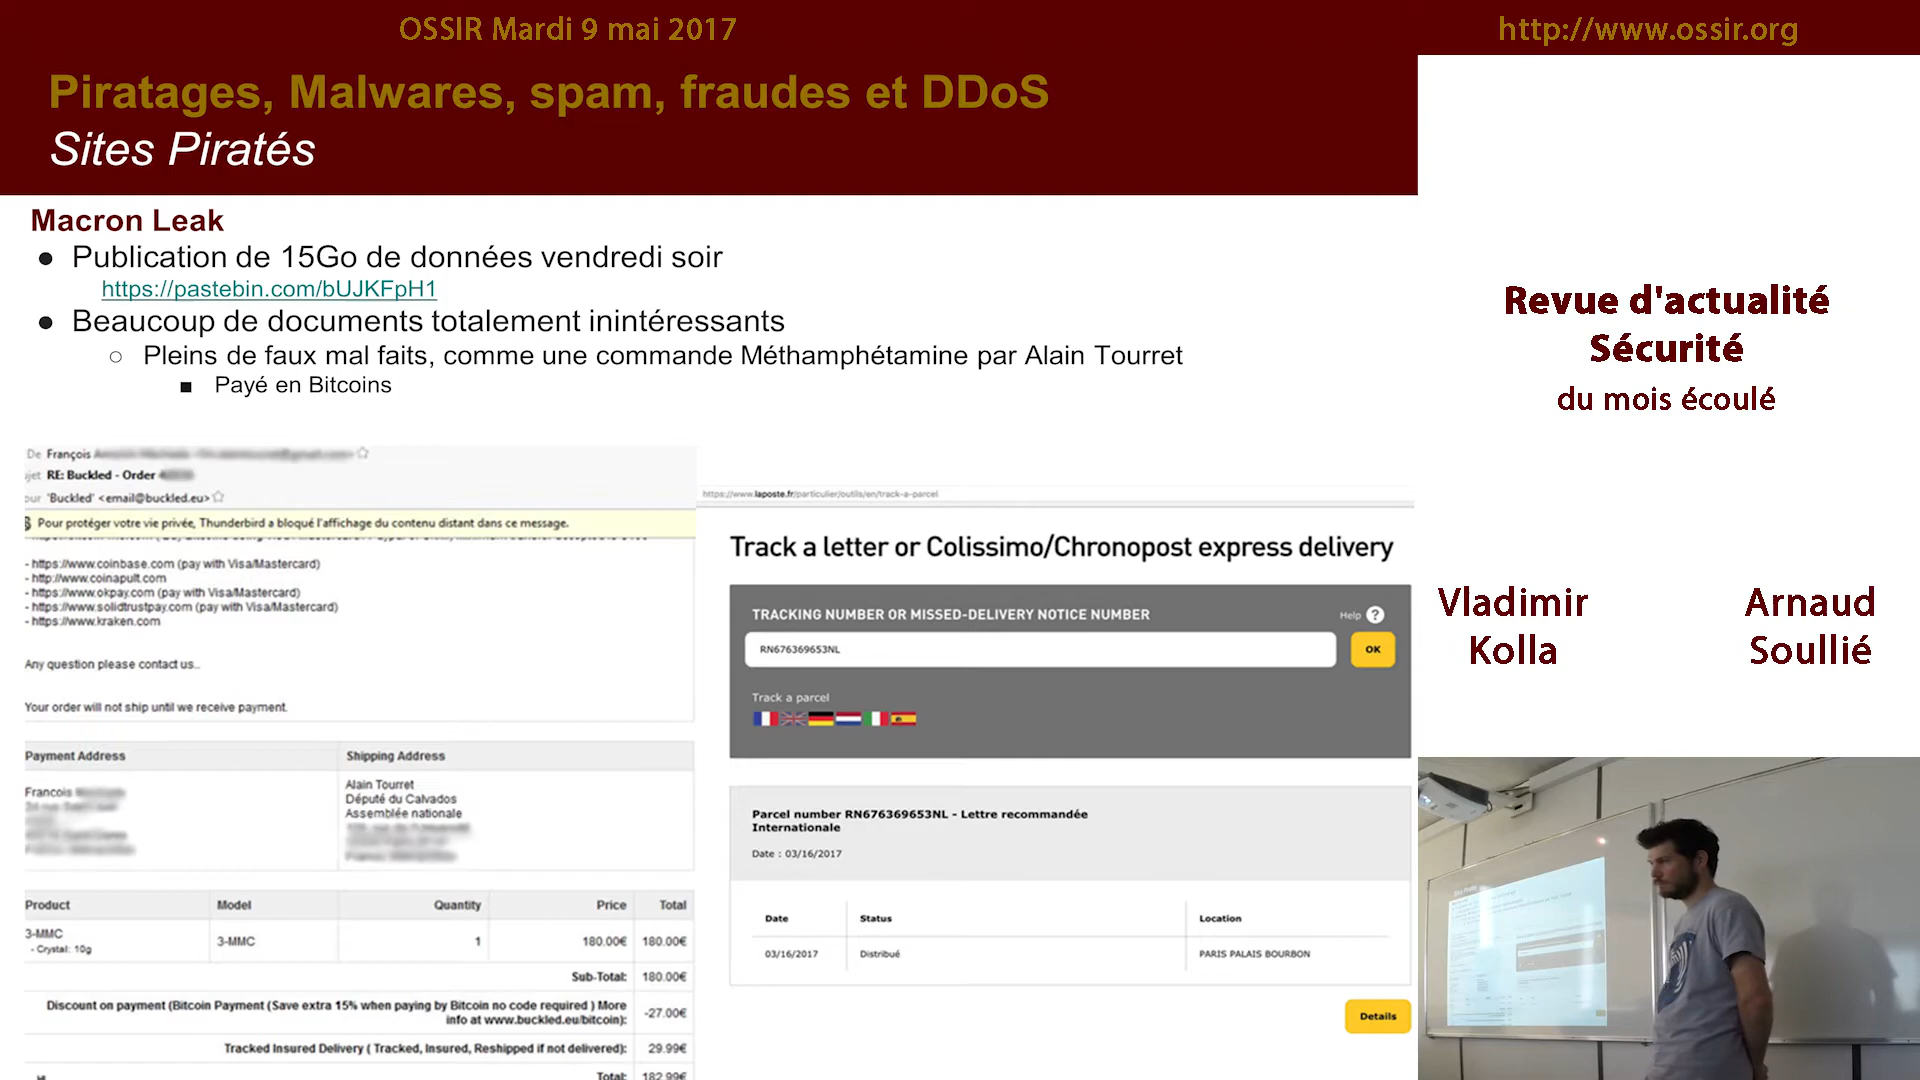 OSSIR Mardi 9 mai 2017
http://www.ossir.org
Piratages, Malwares, spam, fraudes et DDoS
Sites Piratés
Macron Leak
● Publication de 15Go de données vendredi soir
https://pastebin.com/bUJKFpH1
● Beaucoup de documents totalement inintéressants
○ Pleins de faux mal faits, comme une commande Méthamphétamine par Alain Tourret
■ Payé en Bitcoins
De François
jet RE: Buckled - Order
our 'Buckled' <email@buckled.eu>
Pour protéger votre vie privée, Thunderbird a bloqué l'affichage du contenu distant dans ce message.
- https://www.coinbase.com (pay with Visa/Mastercard)
- http://www.coinapult.com
- https://www.okpay.com (pay with Visa/Mastercard)
- https://www.solidtrustpay.com (pay with Visa/Mastercard)
- https://www.kraken.com
Any question please contact us...
Your order will not ship until we receive payment.
Payment Address Shipping Address
Francois
Alain Tourret
Député du Calvados
Assemblée nationale
Product Model Quantity Price Total
3-MMC
- Crystal: 10g
3-MMC 1 180.00€ 180.00€
Sub-Total: 180.00€
Discount on payment (Bitcoin Payment (Save extra 15% when paying by Bitcoin no code required ) More
info at www.buckled.eu/bitcoin): -27.00€
Tracked Insured Delivery ( Tracked, Insured, Reshipped if not delivered): 29.99€
Total: 182.99€
https://www.laposte.fr/particulier/outils/en/track-a-parcel
Track a letter or Colissimo/Chronopost express delivery
TRACKING NUMBER OR MISSED-DELIVERY NOTICE NUMBER
Help ?
RN676369653NL
OK
Track a parcel
Parcel number RN676369653NL - Lettre recommandée
Internationale
Date : 03/16/2017
Date Status Location
03/16/2017 Distribué PARIS PALAIS BOURBON
Details
Revue d'actualité
Sécurité
du mois écoulé
Vladimir
Kolla
Arnaud
Soullié